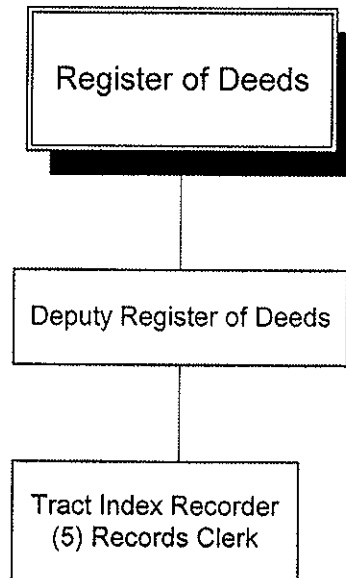 Register of Deeds
Deputy Register of Deeds
Tract Index Recorder
(5) Records Clerk